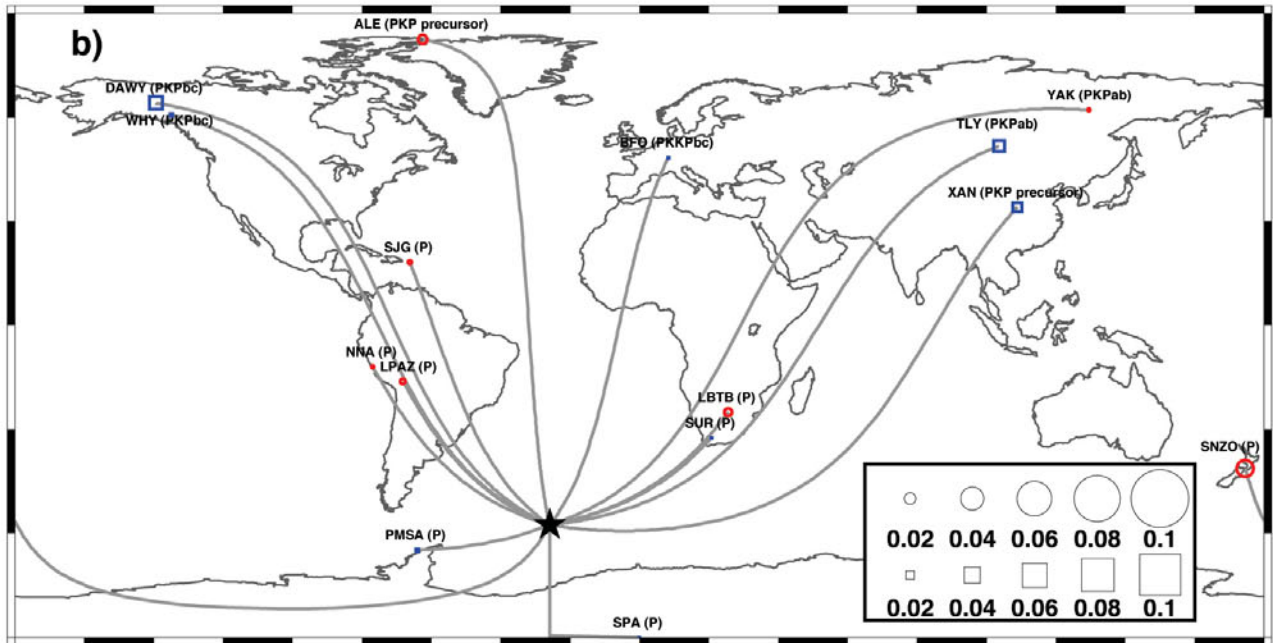 b)
ALE (PKP precursor)
DAWY (PKPbc)
WHY (PKPbc)
YAK (PKPab)
TLY (PKPab)
BFO (PKKPbc)
XAN (PKP precursor)
SJG (P)
NNA (P)
LPAZ (P)
LBTB (P)
SUR (P)
SNZO (P)
PMSA (P)
SPA (P)
0.02 0.04 0.06 0.08 0.1
0.02 0.04 0.06 0.08 0.1